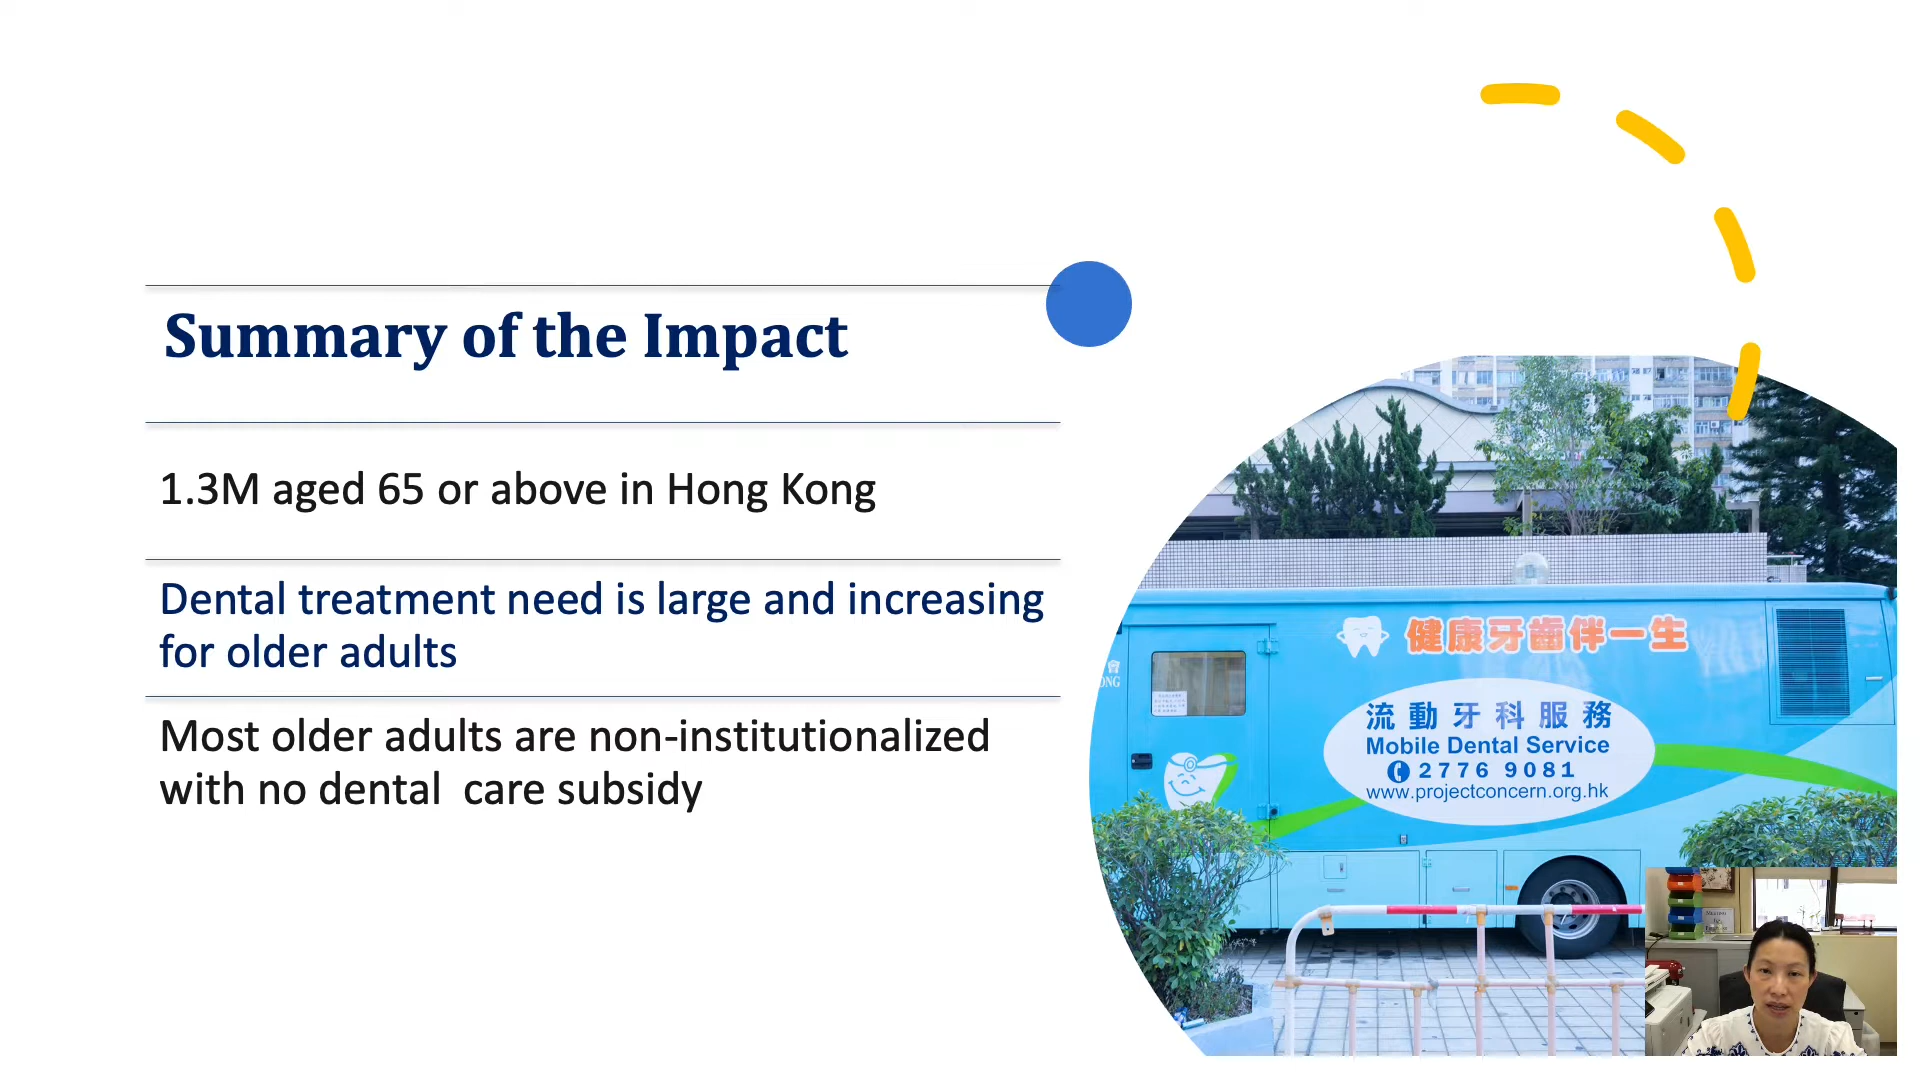 Summary of the Impact
1.3M aged 65 or above in Hong Kong
Dental treatment need is large and increasing
for older adults
Most older adults are non-institutionalized
with no dental  care subsidy
健康牙齒伴一生
流動牙科服務
Mobile Dental Service
2776 9081
www.projectconcern.org.hk